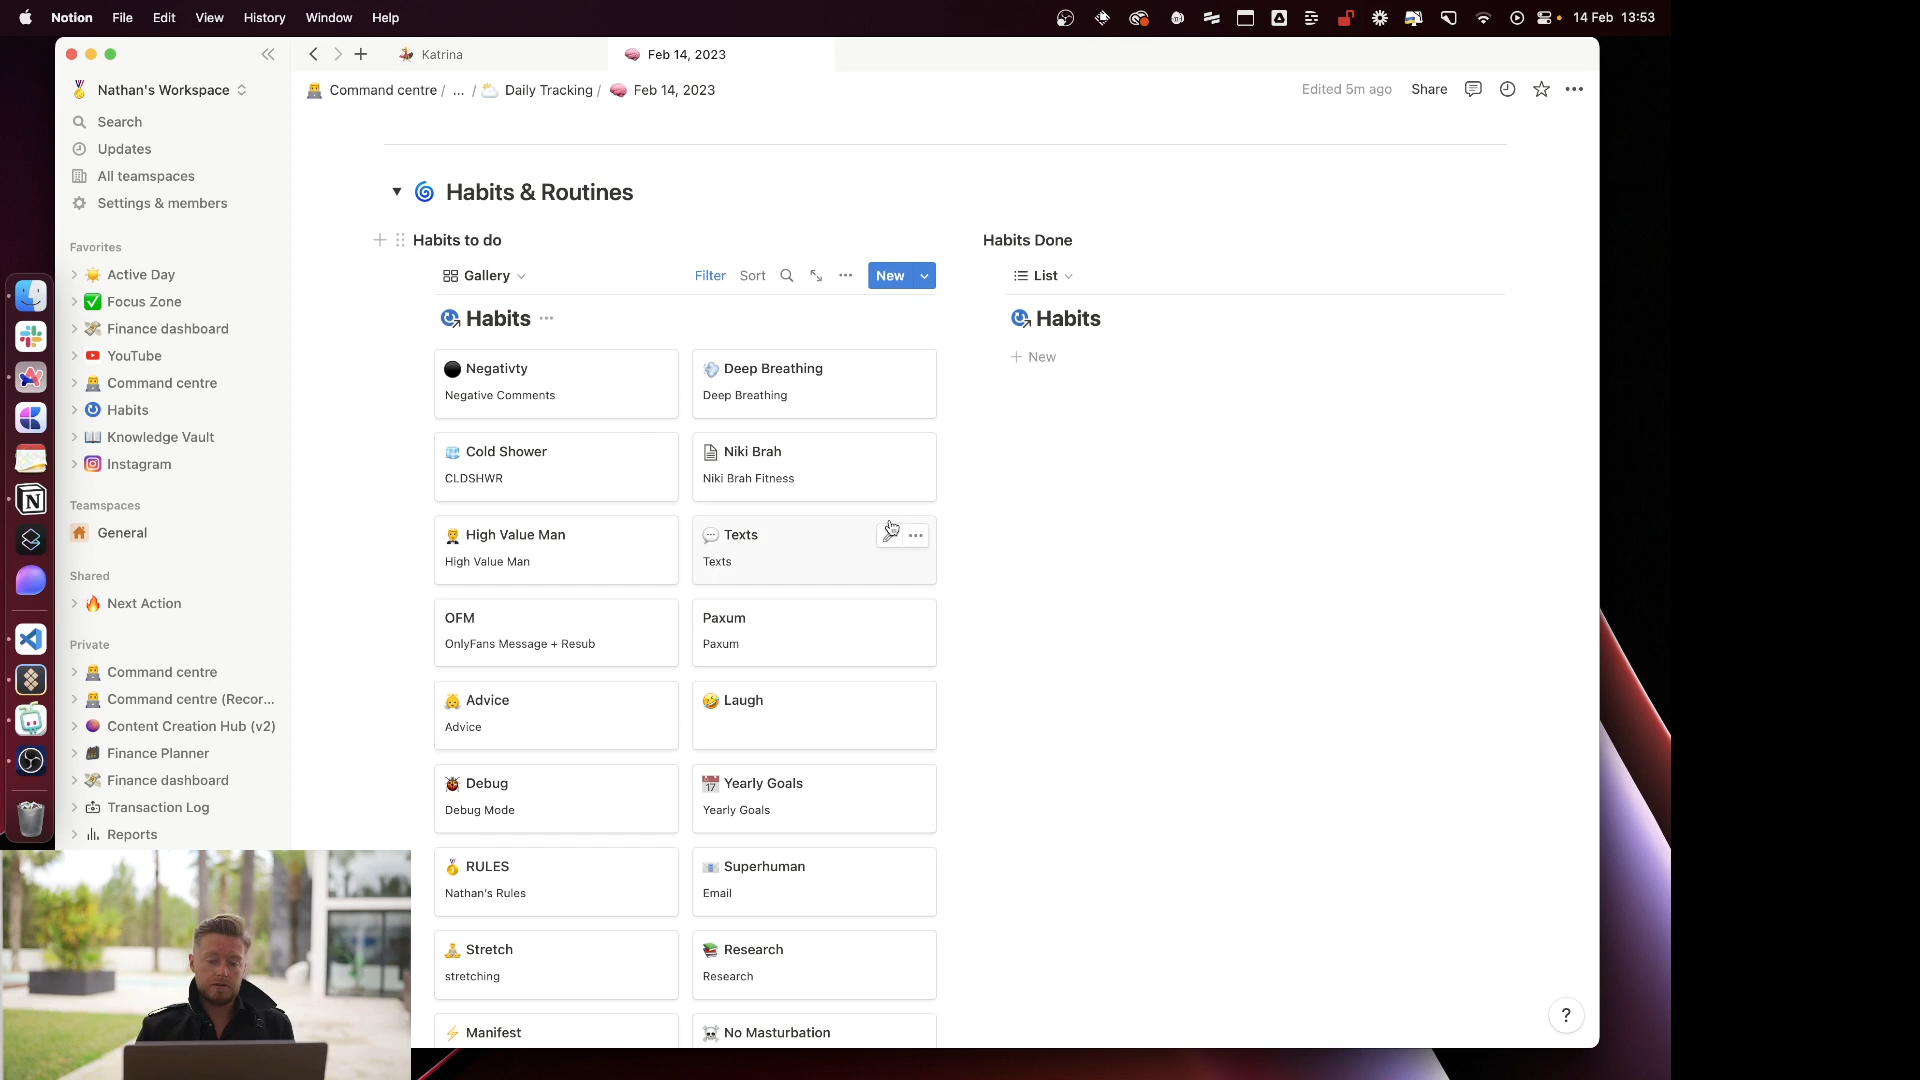 Notion File Edit View History Window Help 14 Feb 13:53
Katrina Feb 14, 2023
Nathan's Workspace
Command centre / ... / Daily Tracking / Feb 14, 2023
Edited 5m ago Share
Search
Updates
All teamspaces
Settings & members
Favorites
Active Day
Focus Zone
Finance dashboard
YouTube
Command centre
Habits
Knowledge Vault
Instagram
Teamspaces
General
Shared
Next Action
Private
Command centre
Command centre (Recor...
Content Creation Hub (v2)
Finance Planner
Finance dashboard
Transaction Log
Reports
Habits & Routines
Habits to do
Gallery Filter Sort New
Habits
Negativty
Negative Comments
Deep Breathing
Deep Breathing
Cold Shower
CLDSHWR
Niki Brah
Niki Brah Fitness
High Value Man
High Value Man
Texts
Texts
OFM
OnlyFans Message + Resub
Paxum
Paxum
Advice
Advice
Laugh
Debug
Debug Mode
Yearly Goals
Yearly Goals
RULES
Nathan's Rules
Superhuman
Email
Stretch
stretching
Research
Research
Manifest
No Masturbation
Habits Done
List
Habits
+ New
?